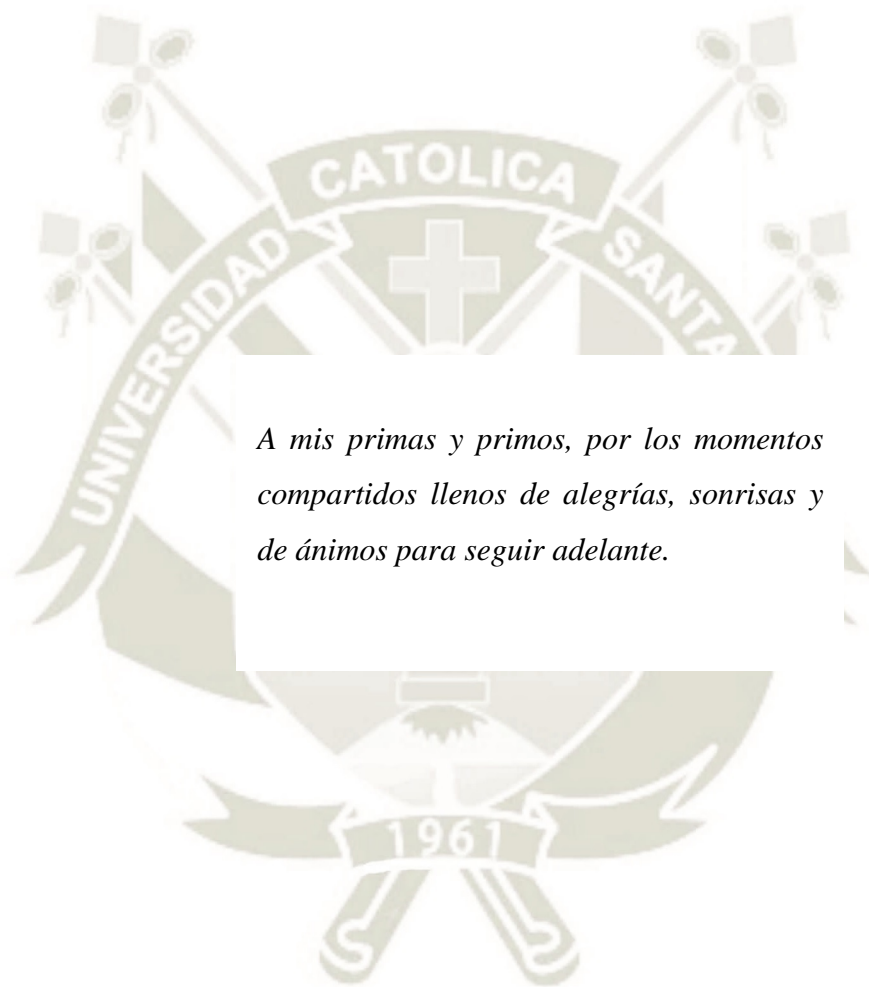 CATOLICA
UNIVERSIDAD
SANTA
A mis primas y primos, por los momentos
compartidos llenos de alegrías, sonrisas y
de ánimos para seguir adelante.
1961